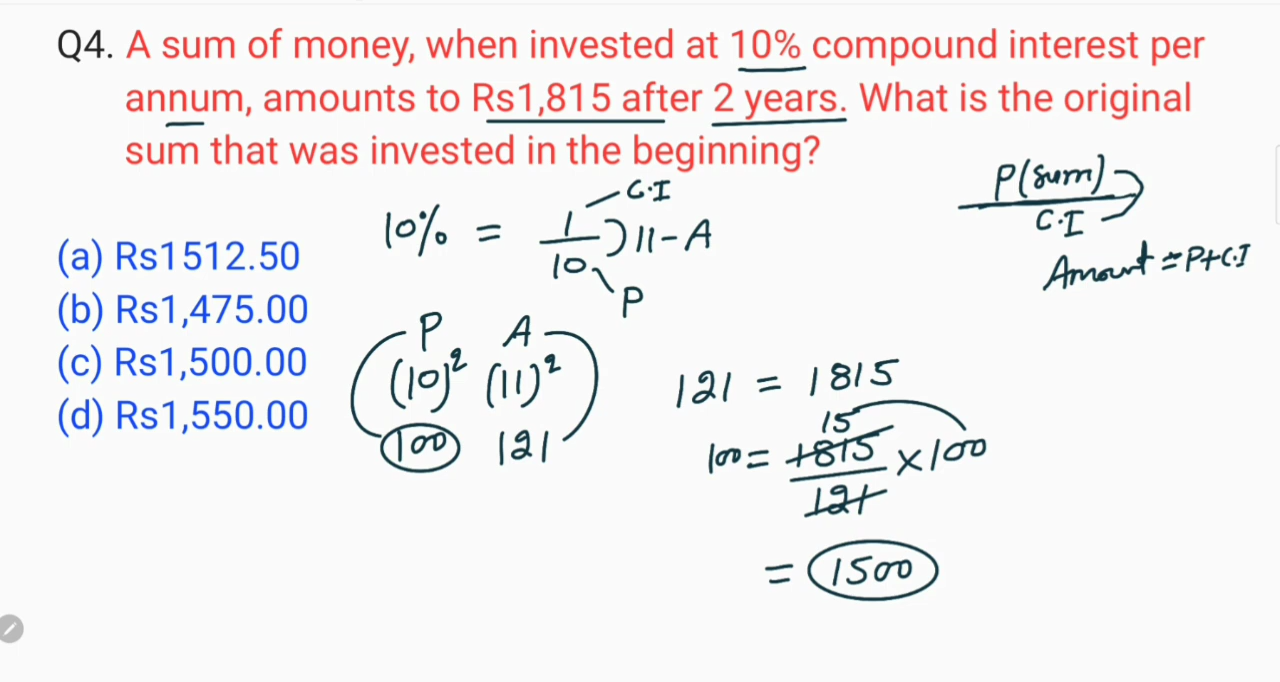 Q4. A sum of money, when invested at 10% compound interest per
annum, amounts to Rs1,815 after 2 years. What is the original
sum that was invested in the beginning?
(a) Rs1512.50
(b) Rs1,475.00
(c) Rs1,500.00
(d) Rs1,550.00
P(sum)
C.I
Amount = P+C.I
C.I
10% = 1/10 ) 11-A
P
P A
(10)² (11)²
100 121
121 = 1815
15
100 = 1815/121 × 100
= 1500